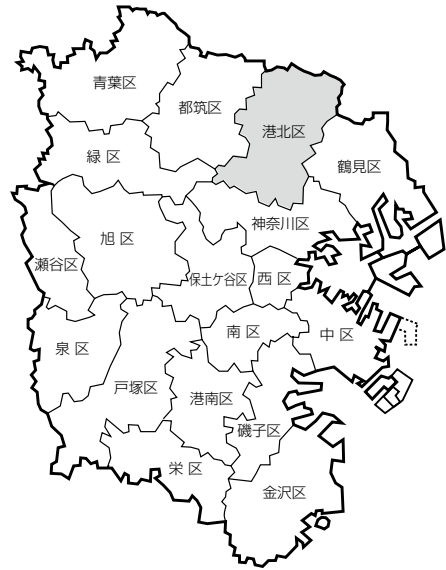 青葉区
都筑区
港北区
緑 区
鶴見区
神奈川区
旭 区
瀬谷区
保土ケ谷区
西 区
南 区
中 区
泉 区
戸塚区
港南区
磯子区
栄 区
金沢区